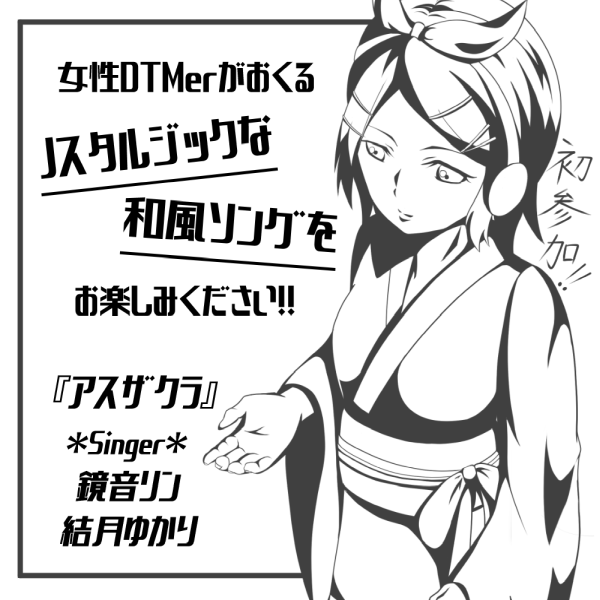 女性DTMerがおくる
ノスタルジックな
和風ソングを
お楽しみください!!
『アスザクラ』
*Singer*
鏡音リン
結月ゆかり
初参加!!